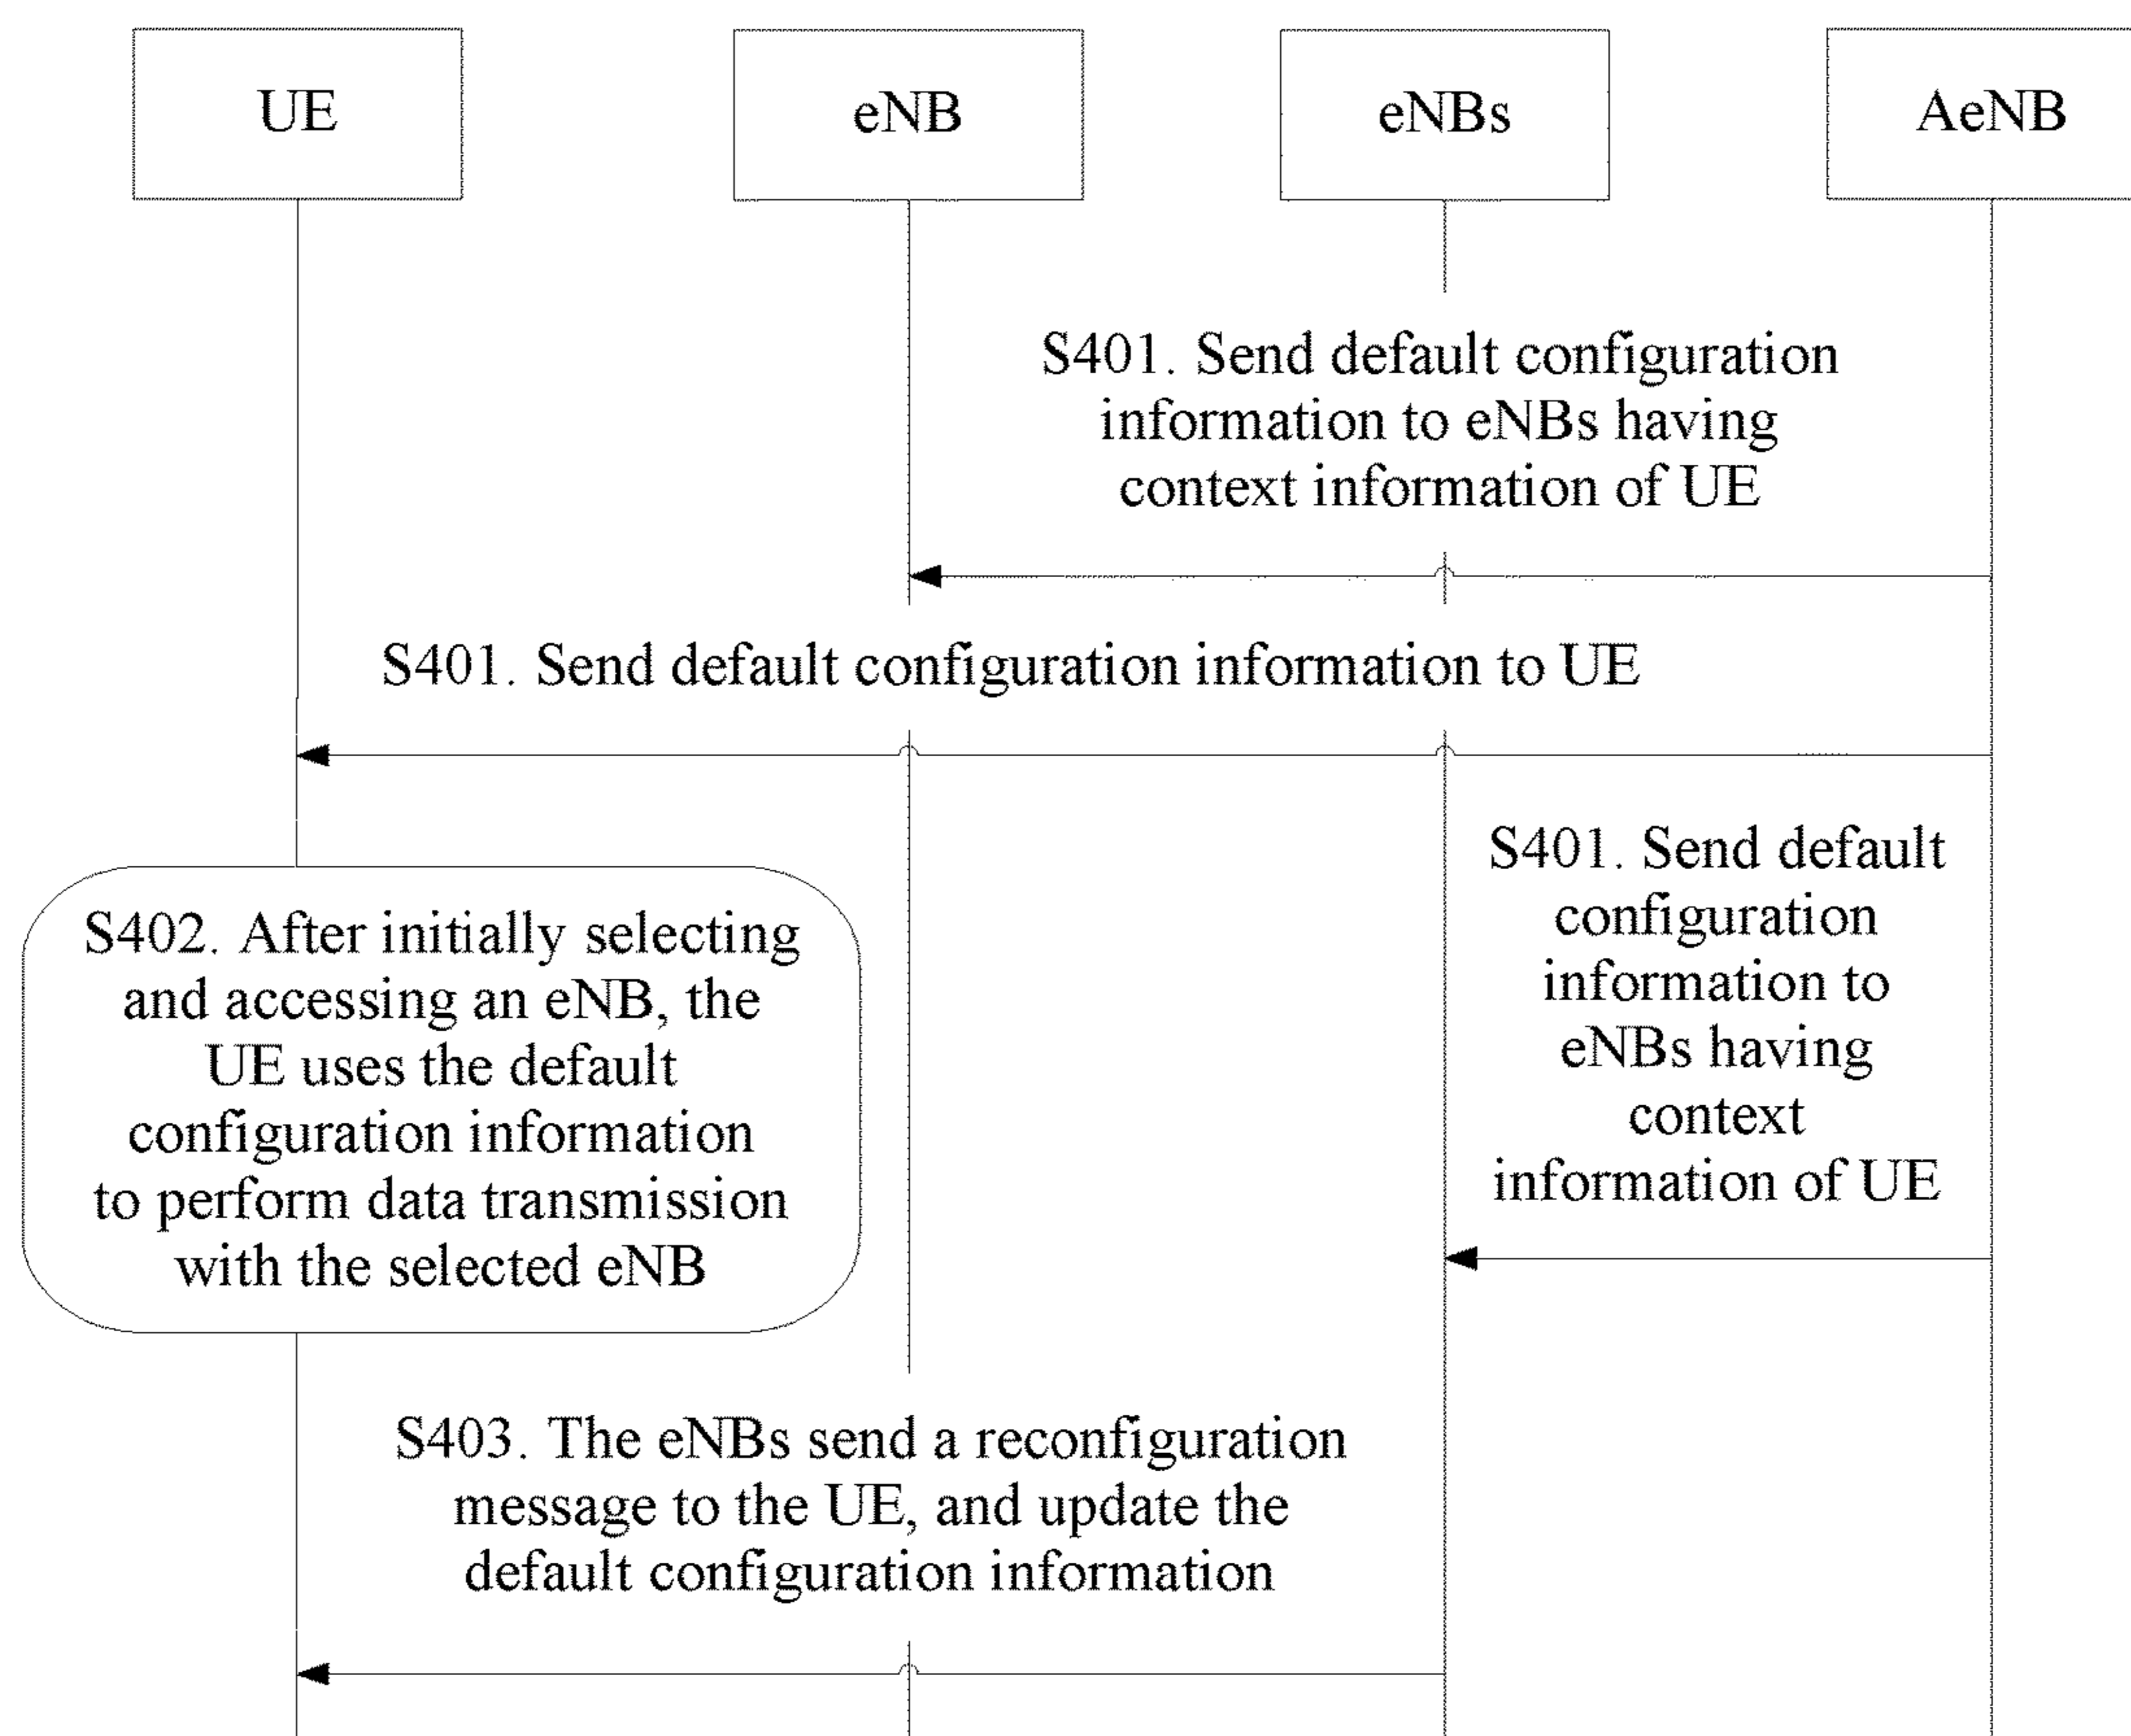 UE
eNB
eNBs
AeNB
S401. Send default configuration
information to eNBs having
context information of UE
S401. Send default configuration information to UE
S401. Send default
configuration
information to
eNBs having
context
information of UE
S402. After initially selecting
and accessing an eNB, the
UE uses the default
configuration information
to perform data transmission
with the selected eNB
S403. The eNBs send a reconfiguration
message to the UE, and update the
default configuration information